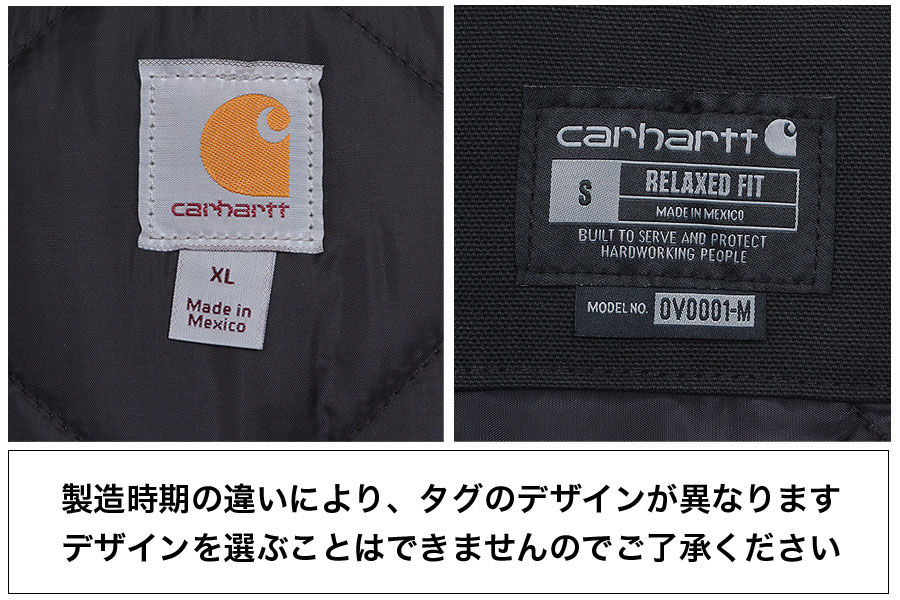 carhartt
XL
Made in
Mexico
carhartt
S
RELAXED FIT
MADE IN MEXICO
BUILT TO SERVE AND PROTECT
HARDWORKING PEOPLE
MODEL NO. OV0001-M
製造時期の違いにより、タグのデザインが異なります
デザインを選ぶことはできませんのでご了承ください